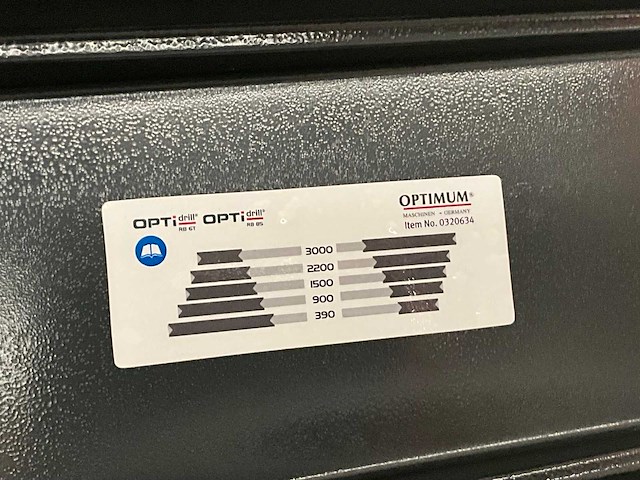 OPTi drill® RB 6T OPTi drill® RB 8S
OPTIMUM®
MASCHINEN - GERMANY
Item No. 0320634
3000
2200
1500
900
390